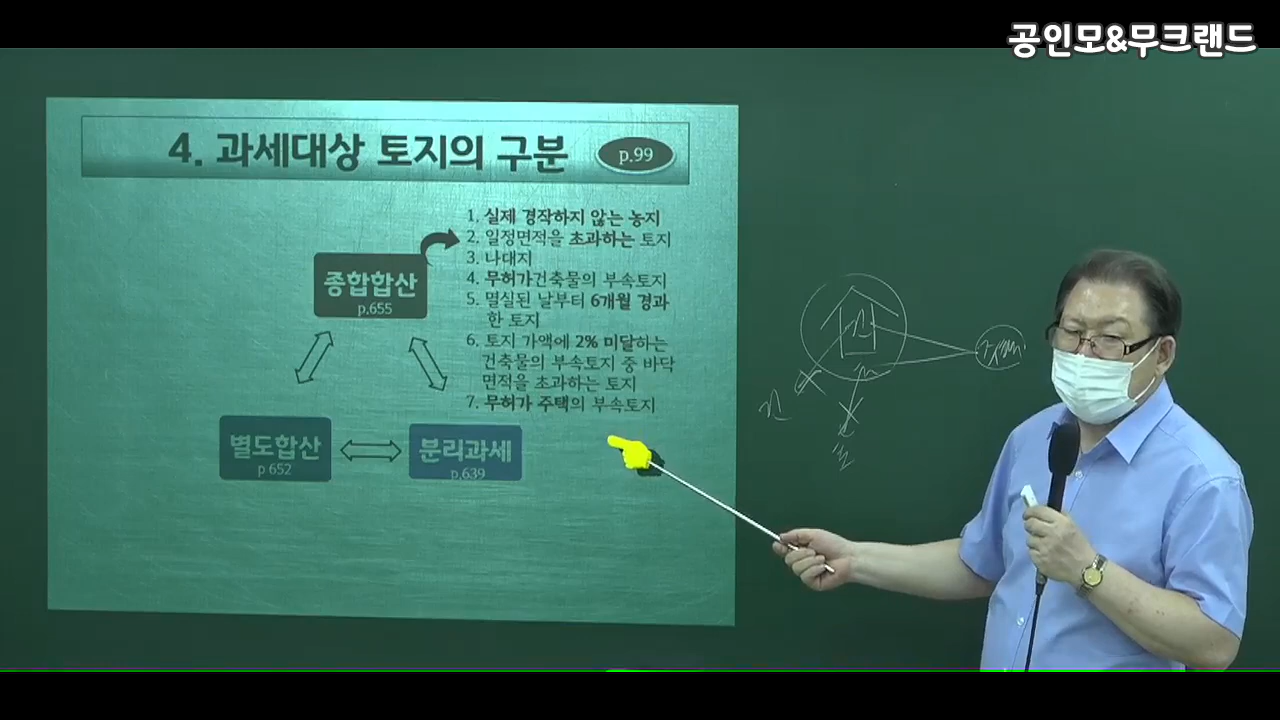 공인모&무크랜드
4. 과세대상 토지의 구분
p.99
1. 실제 경작하지 않는 농지
2. 일정면적을 초과하는 토지
3. 나대지
4. 무허가건축물의 부속토지
5. 멸실된 날부터 6개월 경과
한 토지
6. 토지 가액에 2% 미달하는
건축물의 부속토지 중 바닥
면적을 초과하는 토지
7. 무허가 주택의 부속토지
종합합산
p.655
별도합산
p 652
분리과세
p.639